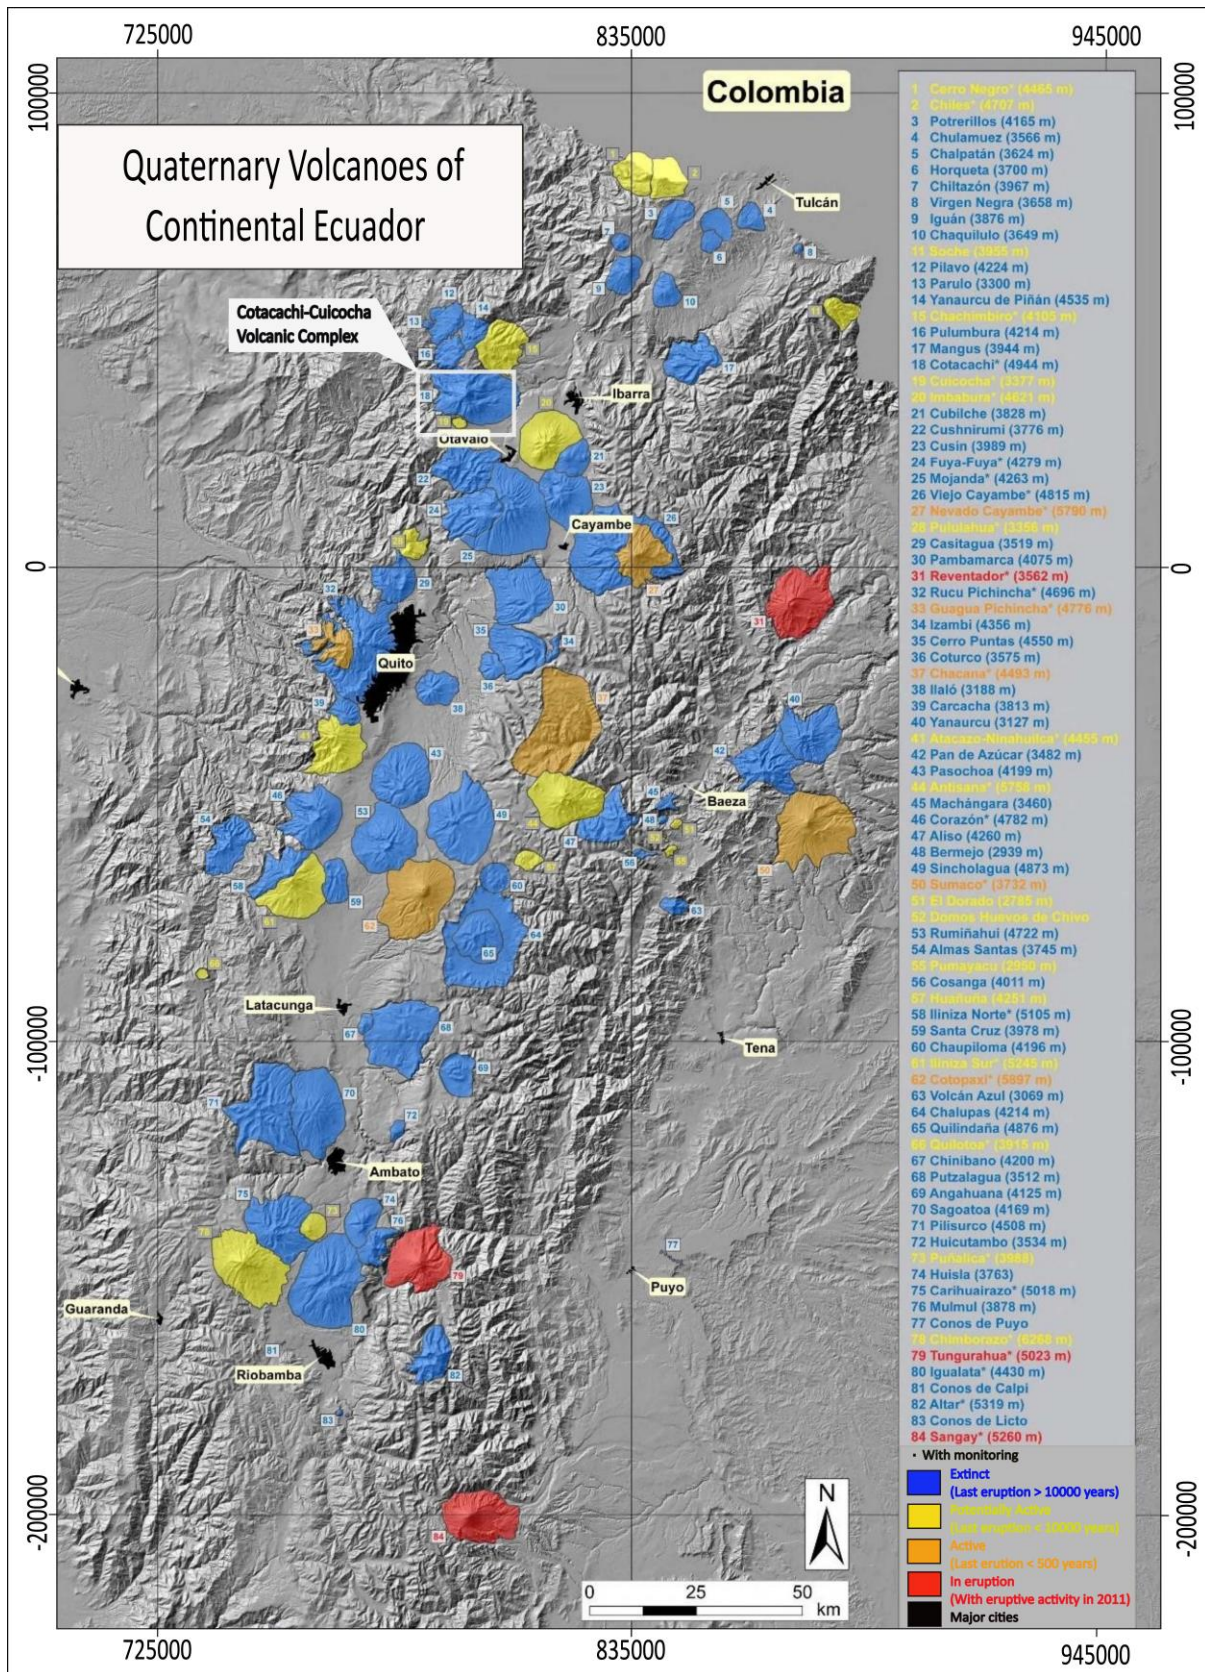 725000
835000
945000
100000
100000
Colombia
Quaternary Volcanoes of
Continental Ecuador
Cotacachi-Cuicocha
Volcanic Complex
Tulcán
Ibarra
Otavalo
Cayambe
0
0
Quito
Baeza
Latacunga
Tena
-100000
-100000
Ambato
Puyo
Guaranda
Riobamba
-200000
-200000
1 Cerro Negro* (4465 m)
2 Chiles* (4707 m)
3 Potrerillos (4165 m)
4 Chulamuez (3566 m)
5 Chalpatán (3624 m)
6 Horqueta (3700 m)
7 Chiltazón (3967 m)
8 Virgen Negra (3658 m)
9 Iguán (3876 m)
10 Chaquilulo (3649 m)
11 Soche (3955 m)
12 Pilavo (4224 m)
13 Parulo (3300 m)
14 Yanaurcu de Piñán (4535 m)
15 Chachimbiro* (4105 m)
16 Pulumbura (4214 m)
17 Mangus (3944 m)
18 Cotacachi* (4944 m)
19 Cuicocha* (3377 m)
20 Imbabura* (4621 m)
21 Cubilche (3828 m)
22 Cushnirumi (3776 m)
23 Cusín (3989 m)
24 Fuya-Fuya* (4279 m)
25 Mojanda* (4263 m)
26 Viejo Cayambe* (4815 m)
27 Nevado Cayambe* (5790 m)
28 Pululahua* (3356 m)
29 Casitagua (3519 m)
30 Pambamarca (4075 m)
31 Reventador* (3562 m)
32 Rucu Pichincha* (4696 m)
33 Guagua Pichincha* (4776 m)
34 Izambi (4356 m)
35 Cerro Puntas (4550 m)
36 Coturco (3575 m)
37 Chacana* (4493 m)
38 Ilaló (3188 m)
39 Carcacha (3813 m)
40 Yanaurcu (3127 m)
41 Atacazo-Ninahuilca* (4455 m)
42 Pan de Azúcar (3482 m)
43 Pasochoa (4199 m)
44 Antisana* (5758 m)
45 Machángara (3460)
46 Corazón* (4782 m)
47 Aliso (4260 m)
48 Bermejo (2939 m)
49 Sincholagua (4873 m)
50 Sumaco* (3732 m)
51 El Dorado (2785 m)
52 Domos Huevos de Chivo
53 Rumiñahui (4722 m)
54 Almas Santas (3745 m)
55 Pumayacu (2950 m)
56 Cosanga (4011 m)
57 Huañuña (4251 m)
58 Iliniza Norte* (5105 m)
59 Santa Cruz (3978 m)
60 Chaupiloma (4196 m)
61 Iliniza Sur* (5245 m)
62 Cotopaxi* (5897 m)
63 Volcán Azul (3069 m)
64 Chalupas (4214 m)
65 Quilindaña (4876 m)
66 Quilotoa* (3915 m)
67 Chinibano (4200 m)
68 Putzalagua (3512 m)
69 Angahuana (4125 m)
70 Sagoatoa (4169 m)
71 Pilisurco (4508 m)
72 Huicutambo (3534 m)
73 Puñalica* (3988)
74 Huisla (3763)
75 Carihuairazo* (5018 m)
76 Mulmul (3878 m)
77 Conos de Puyo
78 Chimborazo* (6268 m)
79 Tungurahua* (5023 m)
80 Igualata* (4430 m)
81 Conos de Calpi
82 Altar* (5319 m)
83 Conos de Licto
84 Sangay* (5260 m)
· With monitoring
Extinct
(Last eruption > 10000 years)
Potentially Active
(Last eruption < 10000 years)
Active
(Last erution < 500 years)
In eruption
(With eruptive activity in 2011)
Major cities
N
0 25 50
km
725000
835000
945000